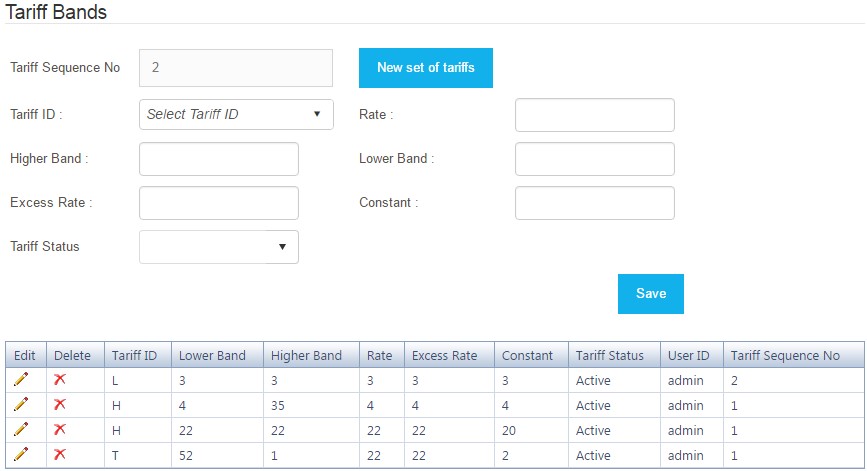 Tariff Bands
Tariff Sequence No 2 New set of tariffs
Tariff ID : Select Tariff ID Rate :
Higher Band : Lower Band :
Excess Rate : Constant :
Tariff Status
Save
Edit Delete Tariff ID Lower Band Higher Band Rate Excess Rate Constant Tariff Status User ID Tariff Sequence No
L 3 3 3 3 3 Active admin 2
H 4 35 4 4 4 Active admin 1
H 22 22 22 22 20 Active admin 1
T 52 1 22 22 2 Active admin 1